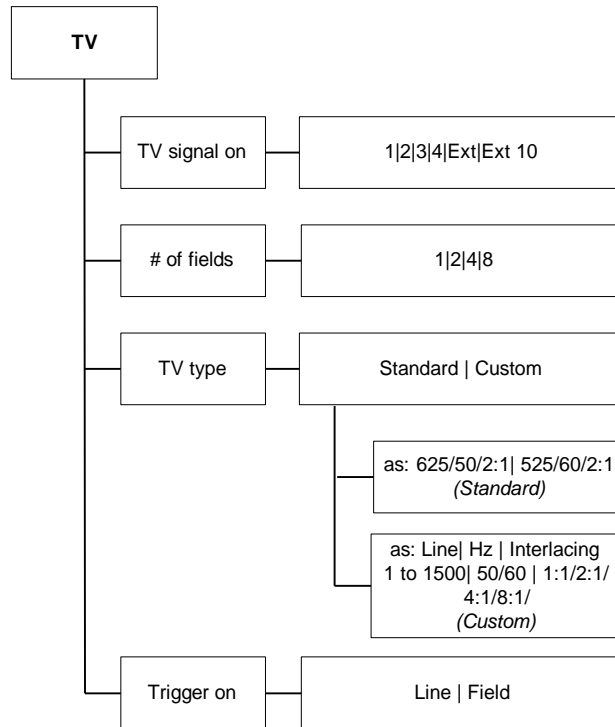 TV
TV signal on
1|2|3|4|Ext|Ext 10
# of fields
1|2|4|8
TV type
Standard | Custom
as: 625/50/2:1| 525/60/2:1
(Standard)
as: Line| Hz | Interlacing
1 to 1500| 50/60 | 1:1/2:1/
4:1/8:1/
(Custom)
Trigger on
Line | Field